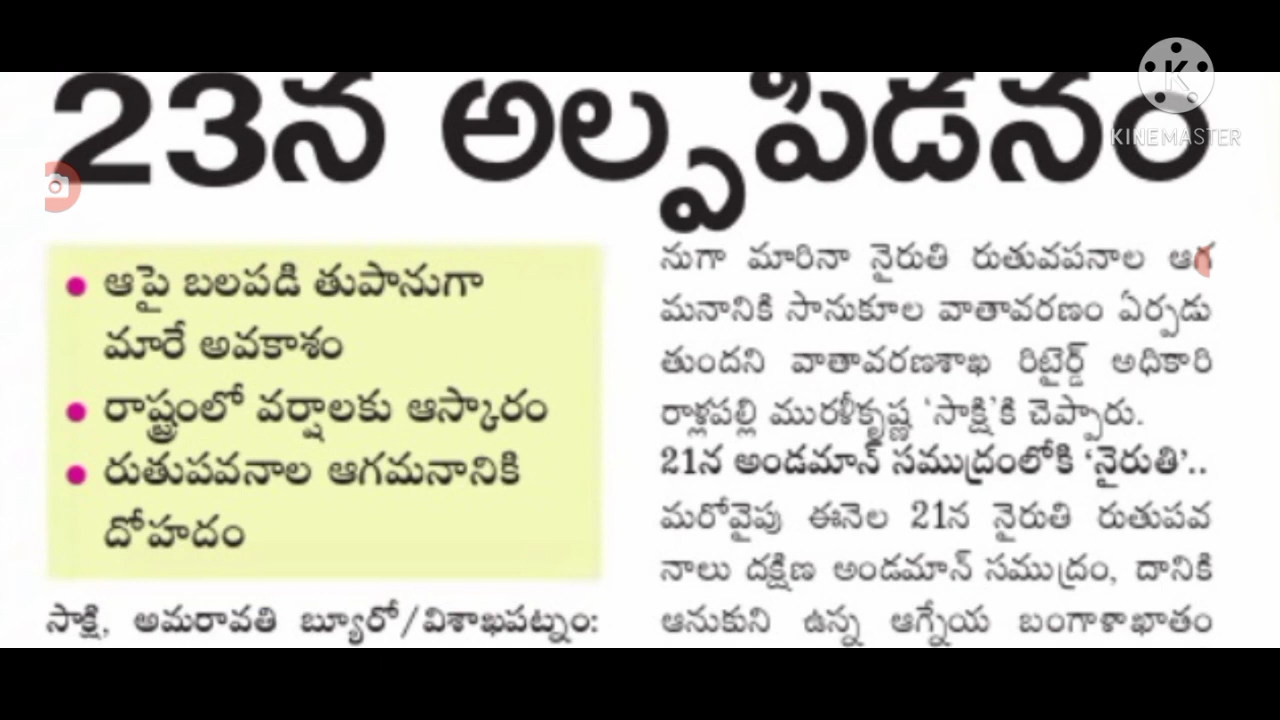 23న అల్పపీడనం
KINEMASTER
ఆపై బలపడి తుపానుగా
మారే అవకాశం
రాష్ట్రంలో వర్షాలకు ఆస్కారం
రుతుపవనాల ఆగమనానికి
దోహదం
సాక్షి, అమరావతి బ్యూరో/విశాఖపట్నం:
నుగా మారినా నైరుతి రుతువపనాల ఆగ
మనానికి సానుకూల వాతావరణం ఏర్పడు
తుందని వాతావరణశాఖ రిటైర్డ్ అధికారి
రాళ్లపల్లి మురళీకృష్ణ ‘సాక్షి’కి చెప్పారు.
21న అండమాన్ సముద్రంలోకి ‘నైరుతి’..
మరోవైపు ఈనెల 21న నైరుతి రుతుపవ
నాలు దక్షిణ అండమాన్ సముద్రం, దానికి
ఆనుకుని ఉన్న ఆగ్నేయ బంగాళాఖాతం